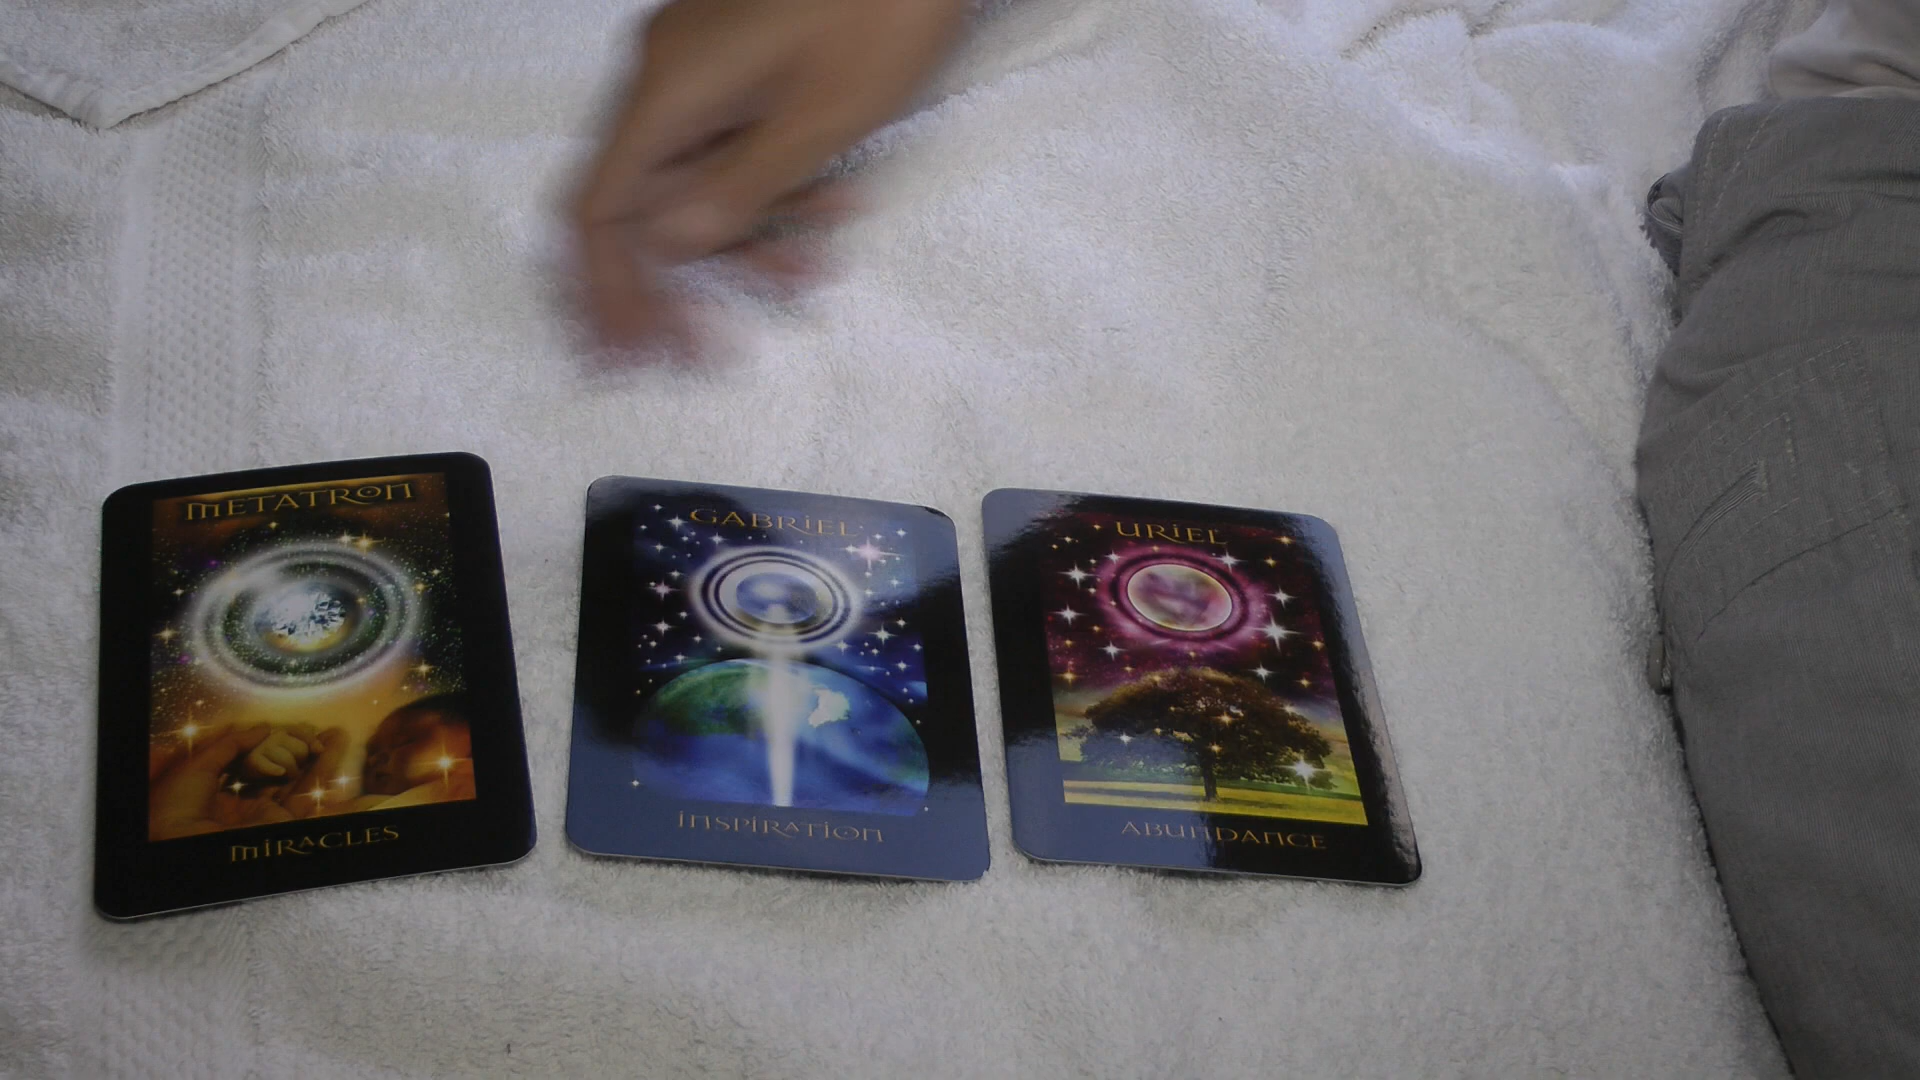 METATRON
MIRACLES
GABRIEL
INSPIRATION
URIEL
ABUNDANCE